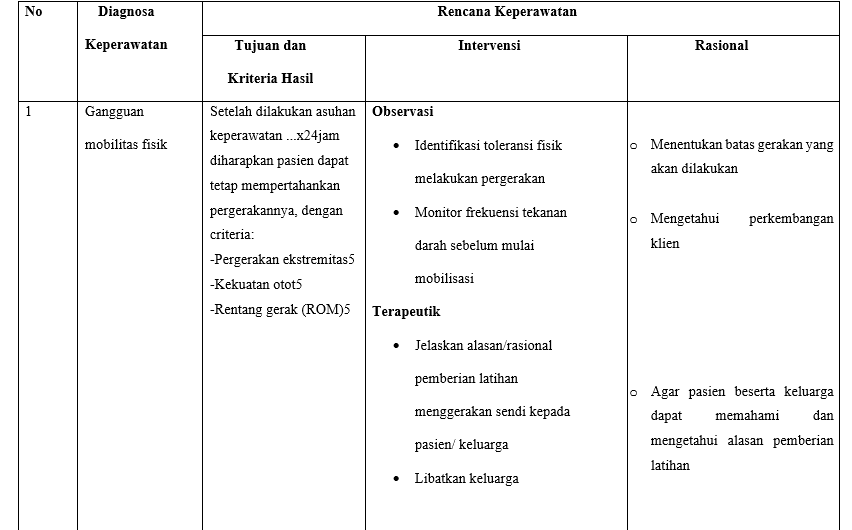 No
Diagnosa
Keperawatan
Rencana Keperawatan
Tujuan dan
Kriteria Hasil
Intervensi
Rasional
1
Gangguan
mobilitas fisik
Setelah dilakukan asuhan
keperawatan ...x24jam
diharapkan pasien dapat
tetap mempertahankan
pergerakannya, dengan
criteria:
-Pergerakan ekstremitas5
-Kekuatan otot5
-Rentang gerak (ROM)5
Observasi
• Identifikasi toleransi fisik
melakukan pergerakan
• Monitor frekuensi tekanan
darah sebelum mulai
mobilisasi
Terapeutik
• Jelaskan alasan/rasional
pemberian latihan
menggerakan sendi kepada
pasien/ keluarga
• Libatkan keluarga
o Menentukan batas gerakan yang
akan dilakukan
o Mengetahui perkembangan
klien
o Agar pasien beserta keluarga
dapat memahami dan
mengetahui alasan pemberian
latihan